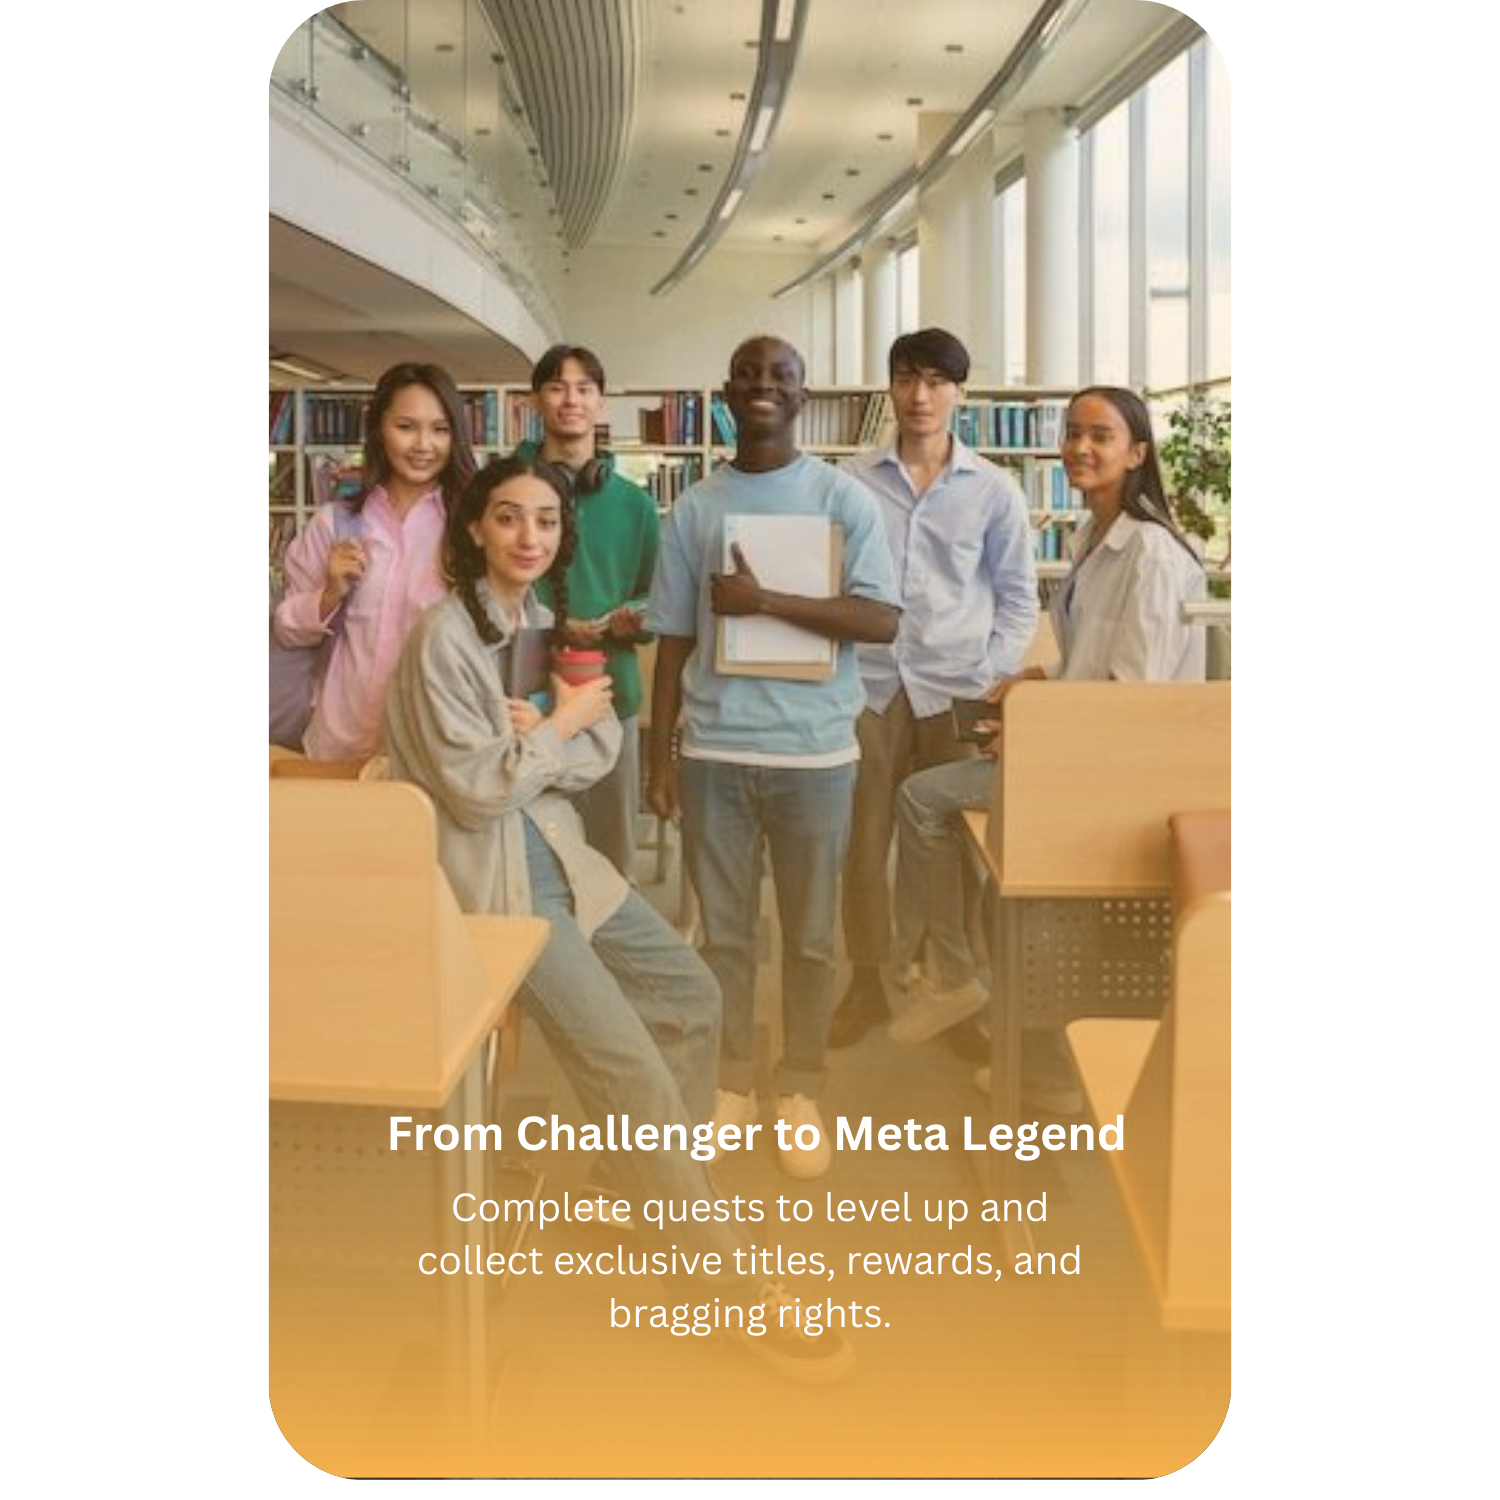 From Challenger to Meta Legend
Complete quests to level up and
collect exclusive titles, rewards, and
bragging rights.